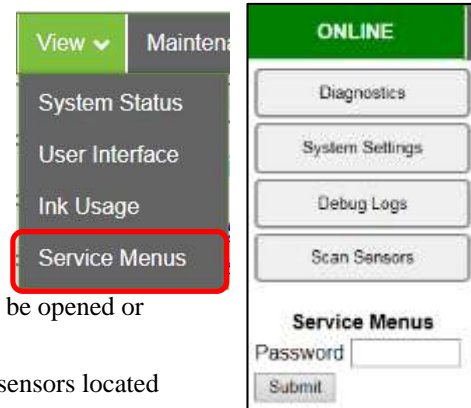 View Mainten
System Status
User Interface
Ink Usage
Service Menus
be opened or
sensors located
ONLINE
Diagnostics
System Settings
Debug Logs
Scan Sensors
Service Menus
Password
Submit